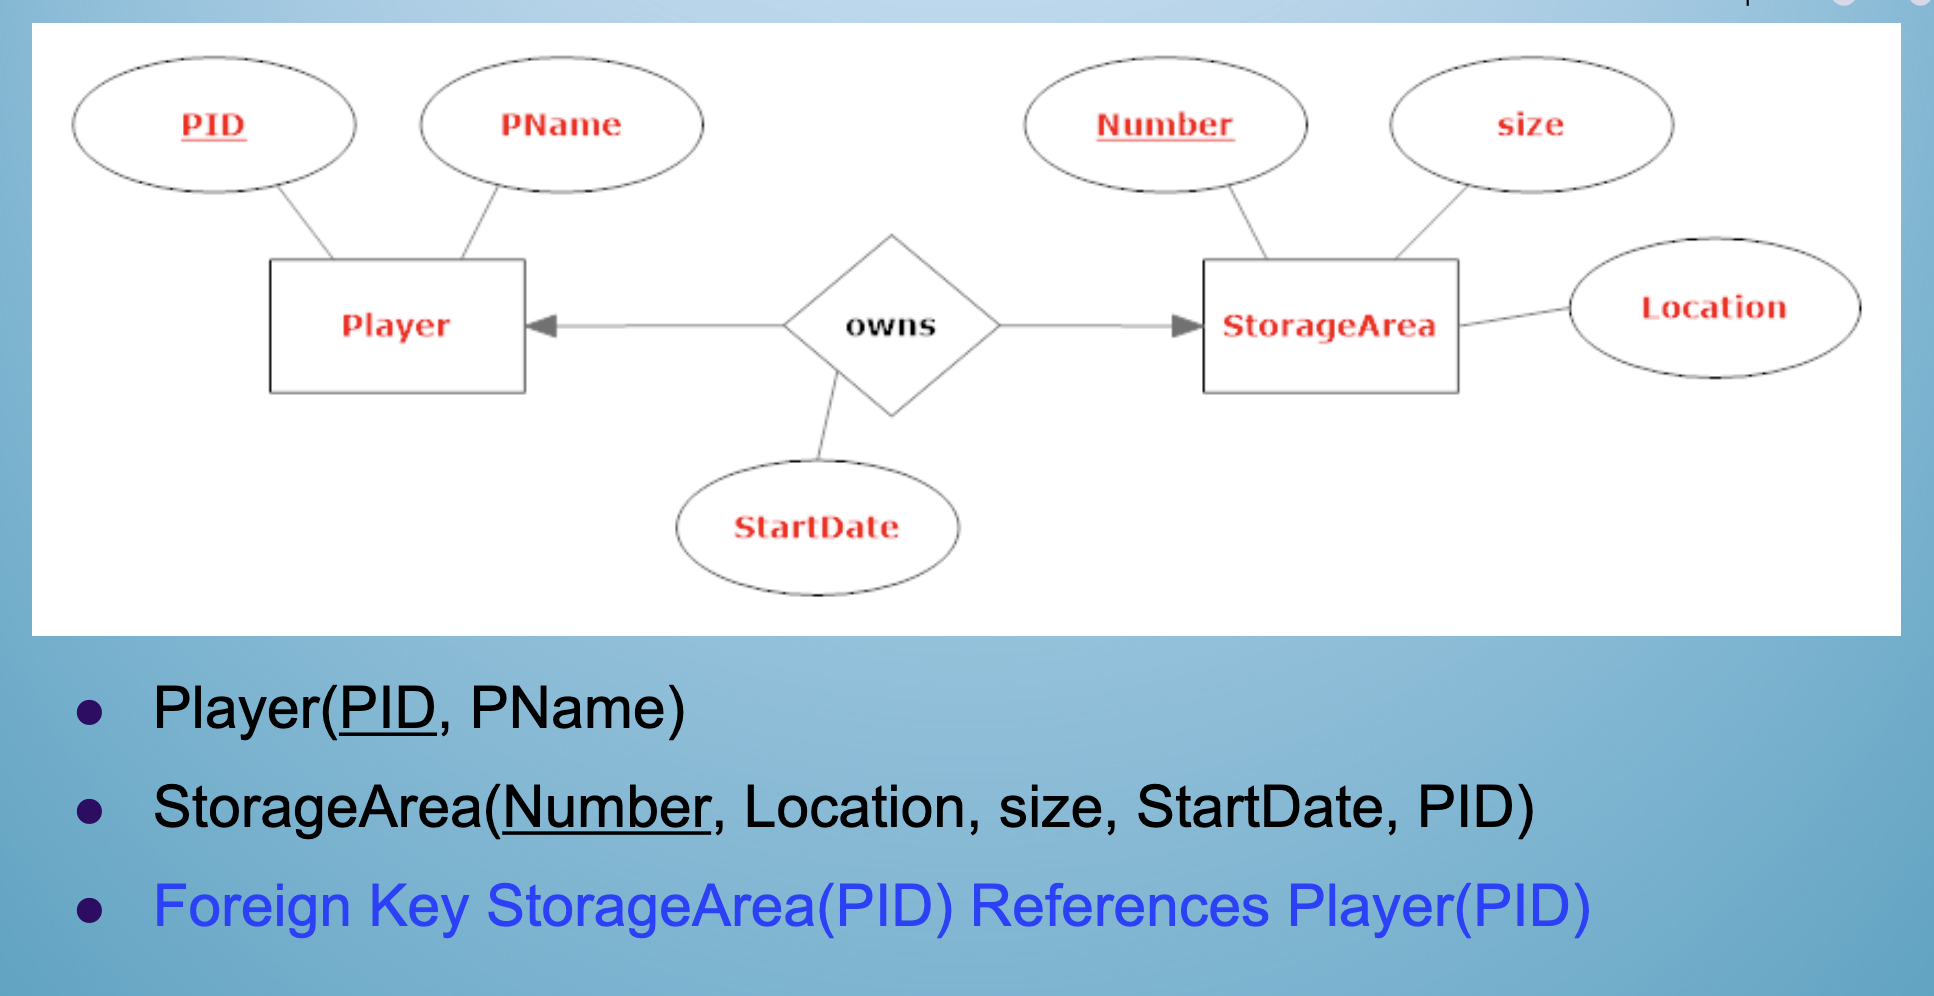 PID PName Number size
Location
Player owns StorageArea
StartDate
● Player(PID, PName)
● StorageArea(Number, Location, size, StartDate, PID)
● Foreign Key StorageArea(PID) References Player(PID)